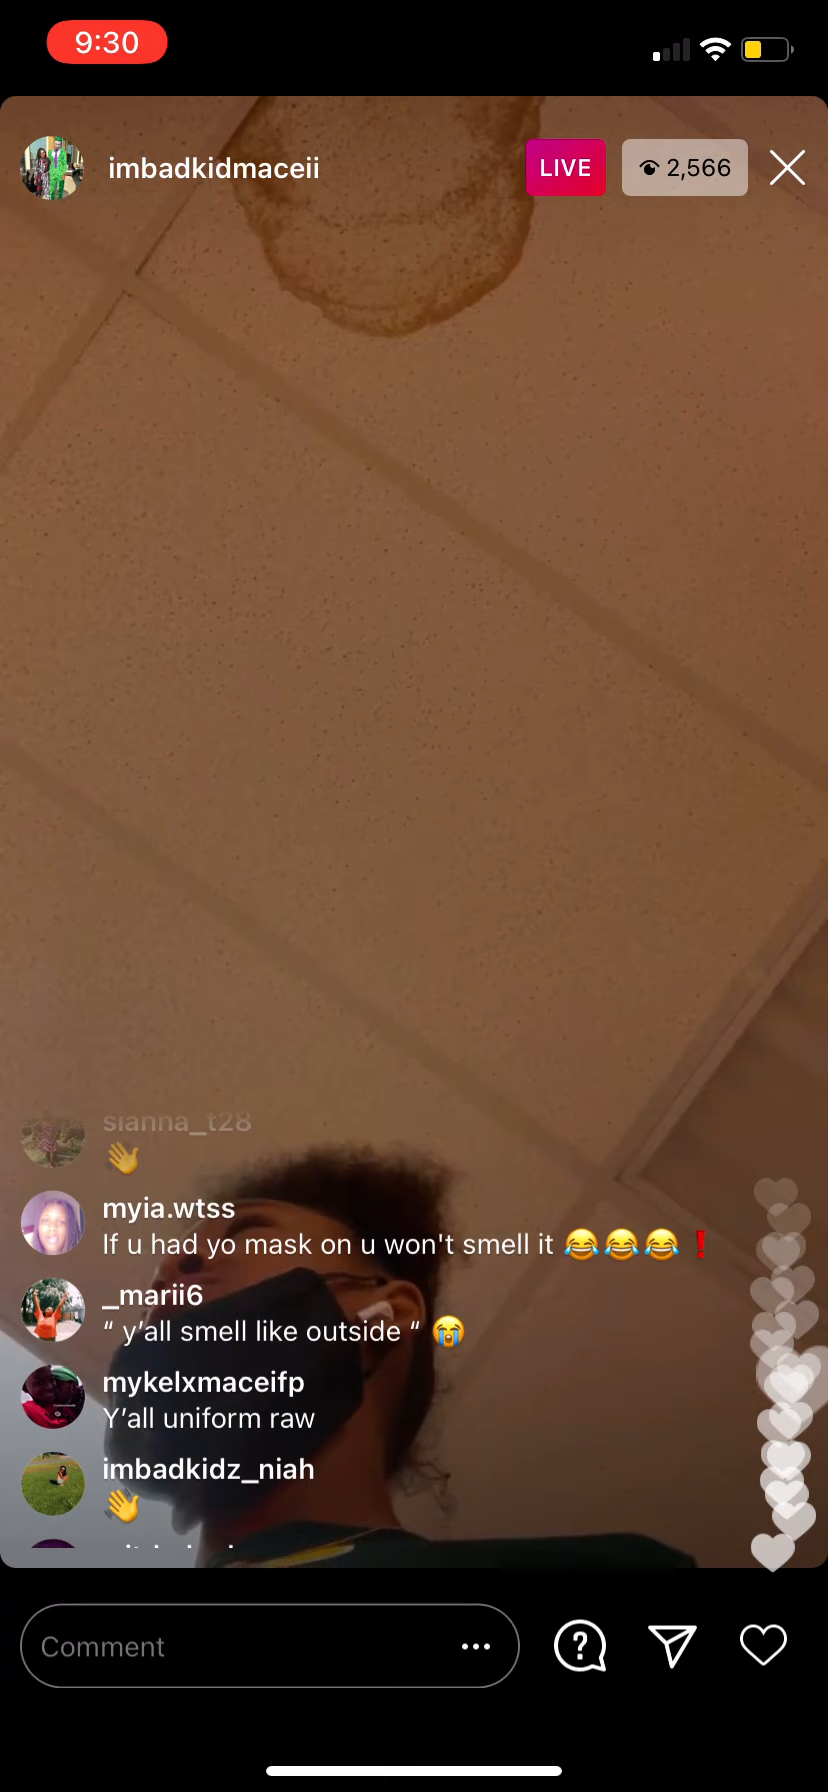 9:30
imbadkidmaceii
LIVE
2,566
sianna_t28
👋
myia.wtss
If u had yo mask on u won't smell it 😂😂😂❗
_marii6
“ y’all smell like outside “ 😭
mykelxmaceifp
Y’all uniform raw
imbadkidz_niah
👋
Comment